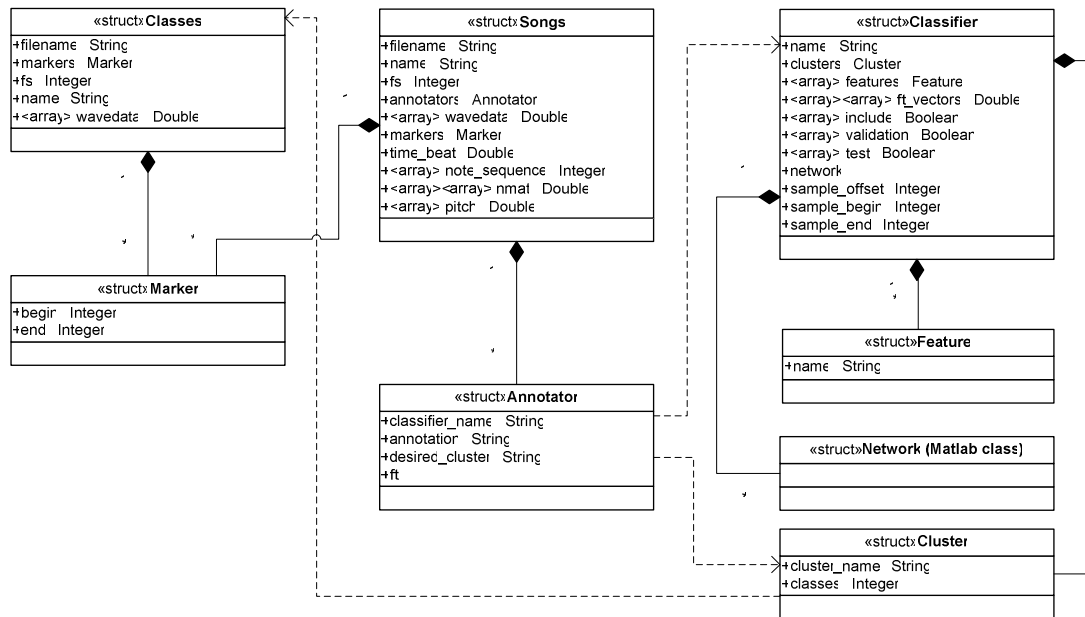 «struct»Classes
+filename String
+markers Marker
+fs Integer
+name String
+<array> wavedata Double
«struct»Songs
+filename String
+name String
+fs Integer
+annotators Annotator
+<array> wavedata Double
+markers Marker
+time_beat Double
+<array> note_sequence Integer
+<array><array> nmat Double
+<array> pitch Double
«struct»Classifier
+name String
+clusters Cluster
+<array> features Feature
+<array><array> ft_vectors Double
+<array> include Boolean
+<array> validation Boolean
+<array> test Boolean
+network
+sample_offset Integer
+sample_begin Integer
+sample_end Integer
«struct»Marker
+begin Integer
+end Integer
«struct»Feature
+name String
«struct»Annotator
+classifier_name String
+annotation String
+desired_cluster String
+ft
«struct»Network (Matlab class)
«struct»Cluster
+cluster_name String
+classes Integer